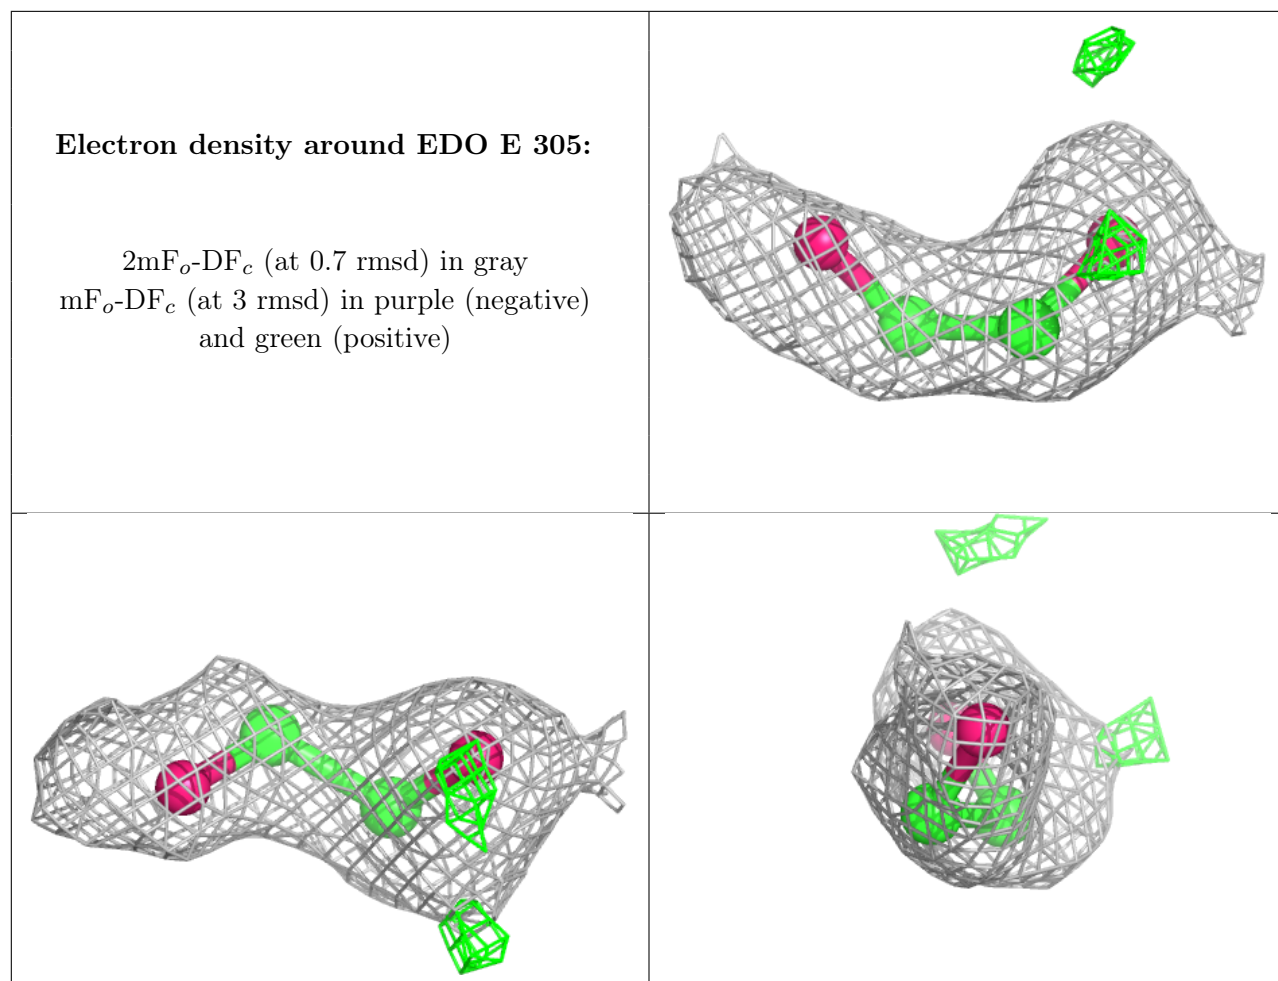 Electron density around EDO E 305:
2mFo-DFc (at 0.7 rmsd) in gray
mFo-DFc (at 3 rmsd) in purple (negative)
and green (positive)